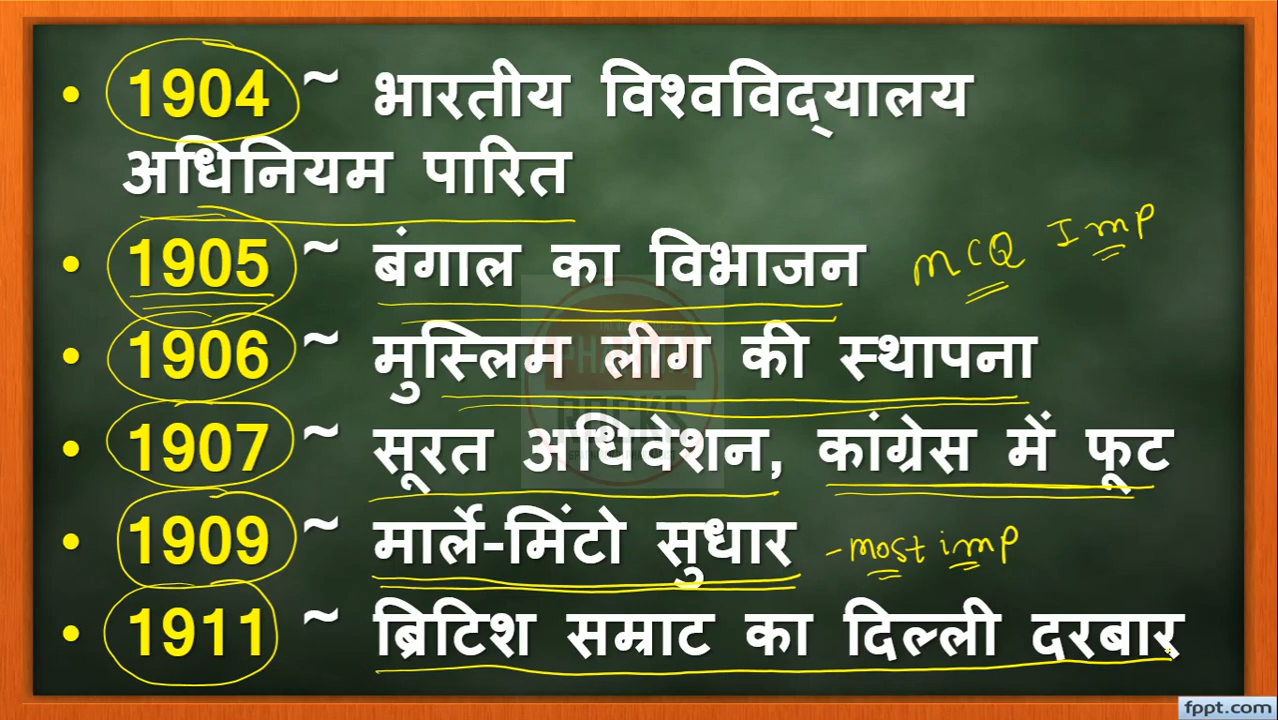 • 1904 ~ भारतीय विश्वविद्यालय
अधिनियम पारित
• 1905 ~ बंगाल का विभाजन MCQ Imp
• 1906 ~ मुस्लिम लीग की स्थापना
• 1907 ~ सूरत अधिवेशन, कांग्रेस में फूट
• 1909 ~ मार्ले-मिंटो सुधार - most imp
• 1911 ~ ब्रिटिश सम्राट का दिल्ली दरबार
fppt.com